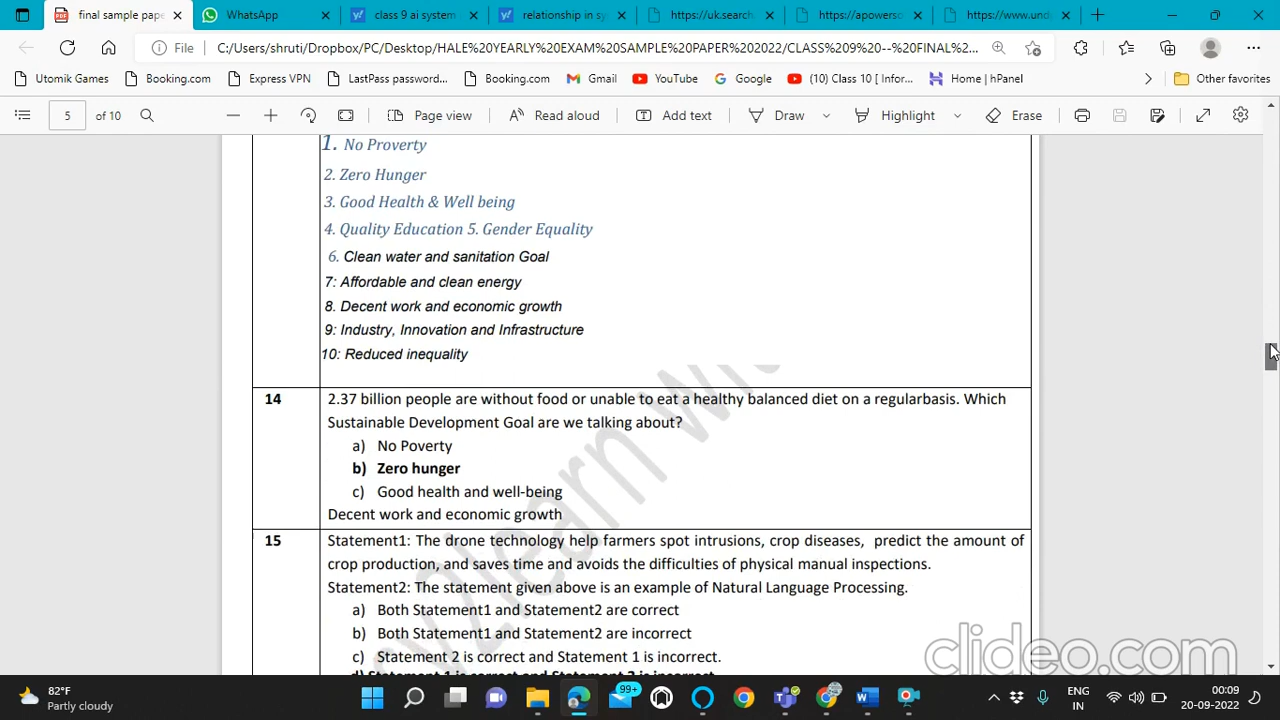 final sample pape
WhatsApp
class 9 ai system
relationship in sy
https://uk.search
https://apowerso
https://www.und
File
C:/Users/shruti/Dropbox/PC/Desktop/HALE%20YEARLY%20EXAM%20SAMPLE%20PAPER%202022/CLASS%209%20--%20FINAL%...
Utomik Games
Booking.com
Express VPN
LastPass password...
Booking.com
Gmail
YouTube
Google
(10) Class 10 [ Infor...
Home | hPanel
Other favorites
5 of 10
Page view
Read aloud
Add text
Draw
Highlight
Erase
1. No Proverty
2. Zero Hunger
3. Good Health & Well being
4. Quality Education 5. Gender Equality
6. Clean water and sanitation Goal
7: Affordable and clean energy
8. Decent work and economic growth
9: Industry, Innovation and Infrastructure
10: Reduced inequality
14 2.37 billion people are without food or unable to eat a healthy balanced diet on a regularbasis. Which
Sustainable Development Goal are we talking about?
a) No Poverty
b) Zero hunger
c) Good health and well-being
Decent work and economic growth
15 Statement1: The drone technology help farmers spot intrusions, crop diseases, predict the amount of
crop production, and saves time and avoids the difficulties of physical manual inspections.
Statement2: The statement given above is an example of Natural Language Processing.
a) Both Statement1 and Statement2 are correct
b) Both Statement1 and Statement2 are incorrect
c) Statement 2 is correct and Statement 1 is incorrect.
d) Statement 1 is correct and Statement 2 is incorrect
clideo.com
82°F
Partly cloudy
99+
ENG
IN
00:09
20-09-2022